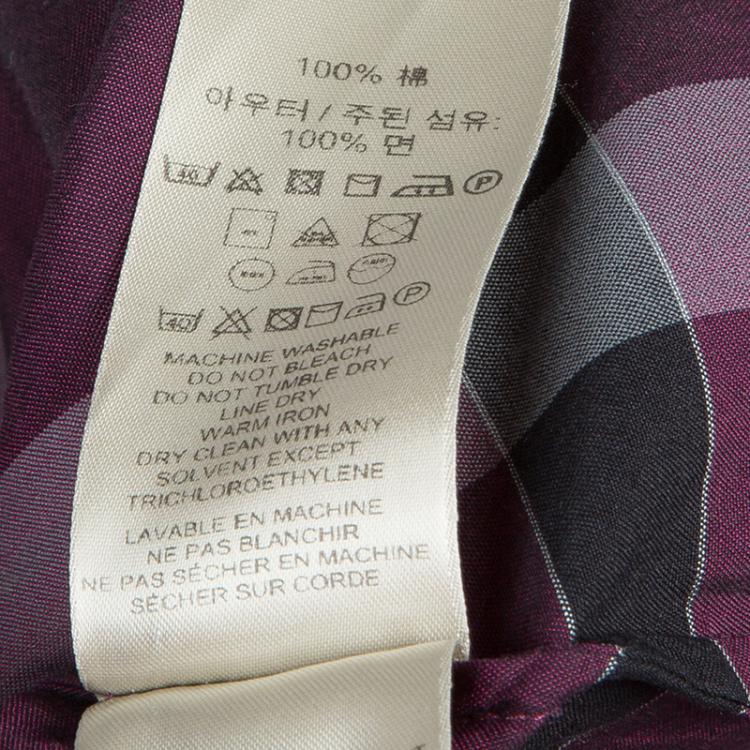 100% 棉
아우터 / 주된 섬유:
100% 면
40 P
40 P
MACHINE WASHABLE
DO NOT BLEACH
DO NOT TUMBLE DRY
LINE DRY
WARM IRON
DRY CLEAN WITH ANY
SOLVENT EXCEPT
TRICHLOROETHYLENE
LAVABLE EN MACHINE
NE PAS BLANCHIR
NE PAS SÉCHER EN MACHINE
SÉCHER SUR CORDE